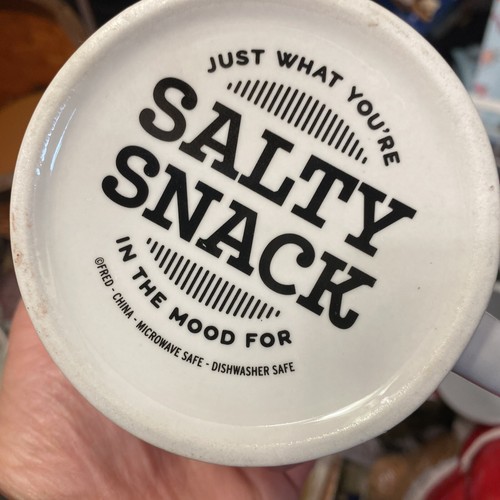 JUST WHAT YOU'RE
SALTY
SNACK
IN THE MOOD FOR
©FRED - CHINA - MICROWAVE SAFE - DISHWASHER SAFE